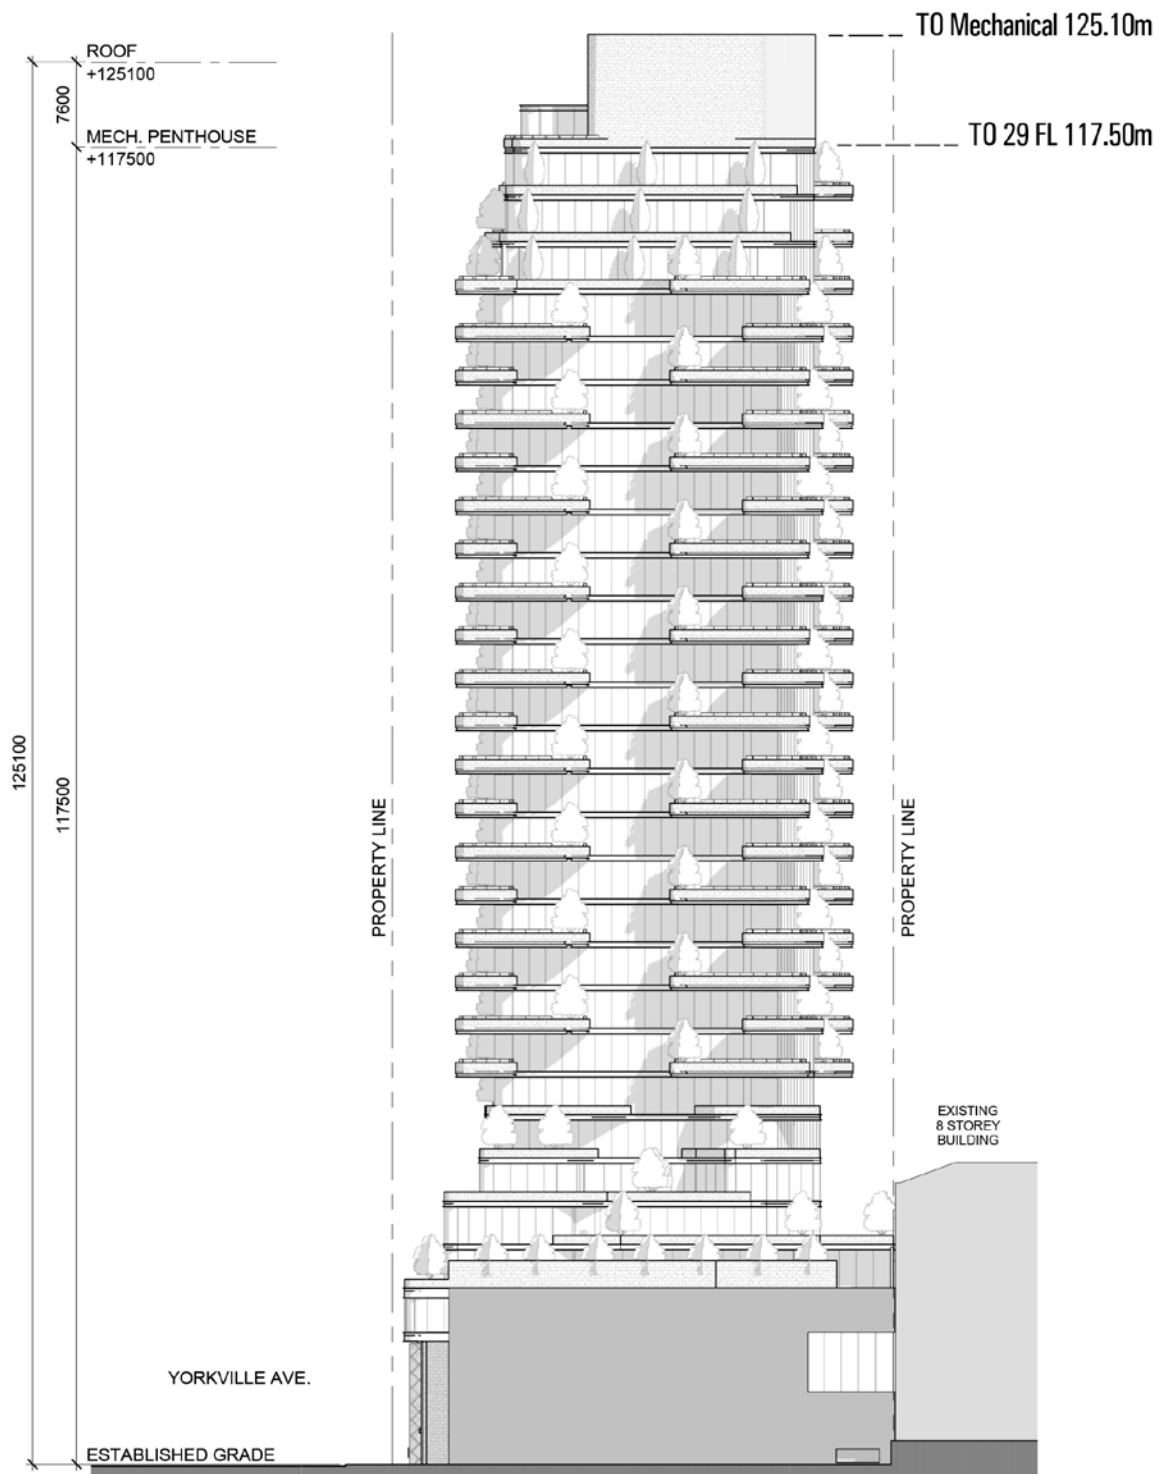 TO Mechanical 125.10m
ROOF
+125100
7600
MECH. PENTHOUSE
+117500
TO 29 FL 117.50m
125100
117500
PROPERTY LINE
PROPERTY LINE
EXISTING
8 STOREY
BUILDING
YORKVILLE AVE.
ESTABLISHED GRADE